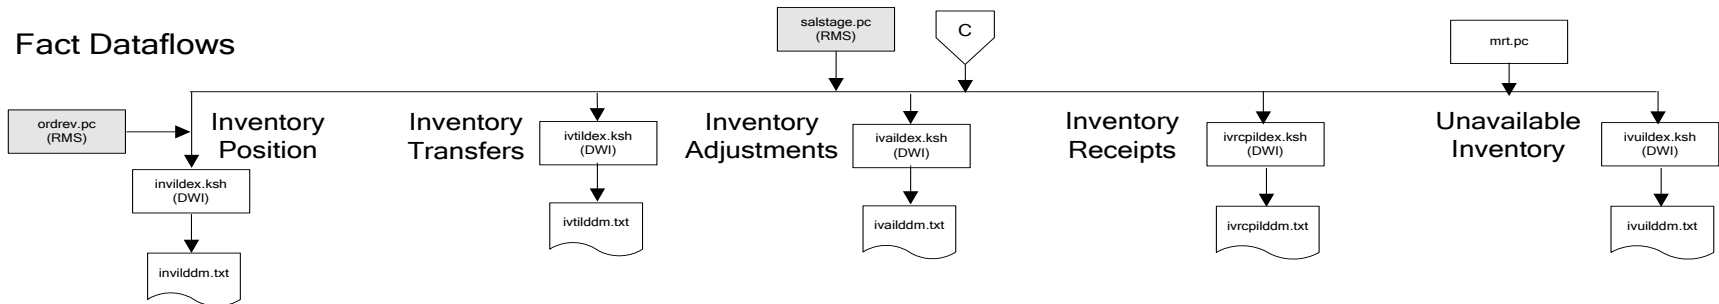 salstage.pc
(RMS)
C
mrt.pc
Fact Dataflows
ordrev.pc
(RMS)
Inventory
Position
Inventory
Transfers
ivtildex.ksh
(DWI)
Inventory
Adjustments
ivaildex.ksh
(DWI)
Inventory
Receipts
ivrcpildex.ksh
(DWI)
Unavailable
Inventory
ivuildex.ksh
(DWI)
invildex.ksh
(DWI)
ivtilddm.txt
ivailddm.txt
ivrcpilddm.txt
ivuilddm.txt
invilddm.txt